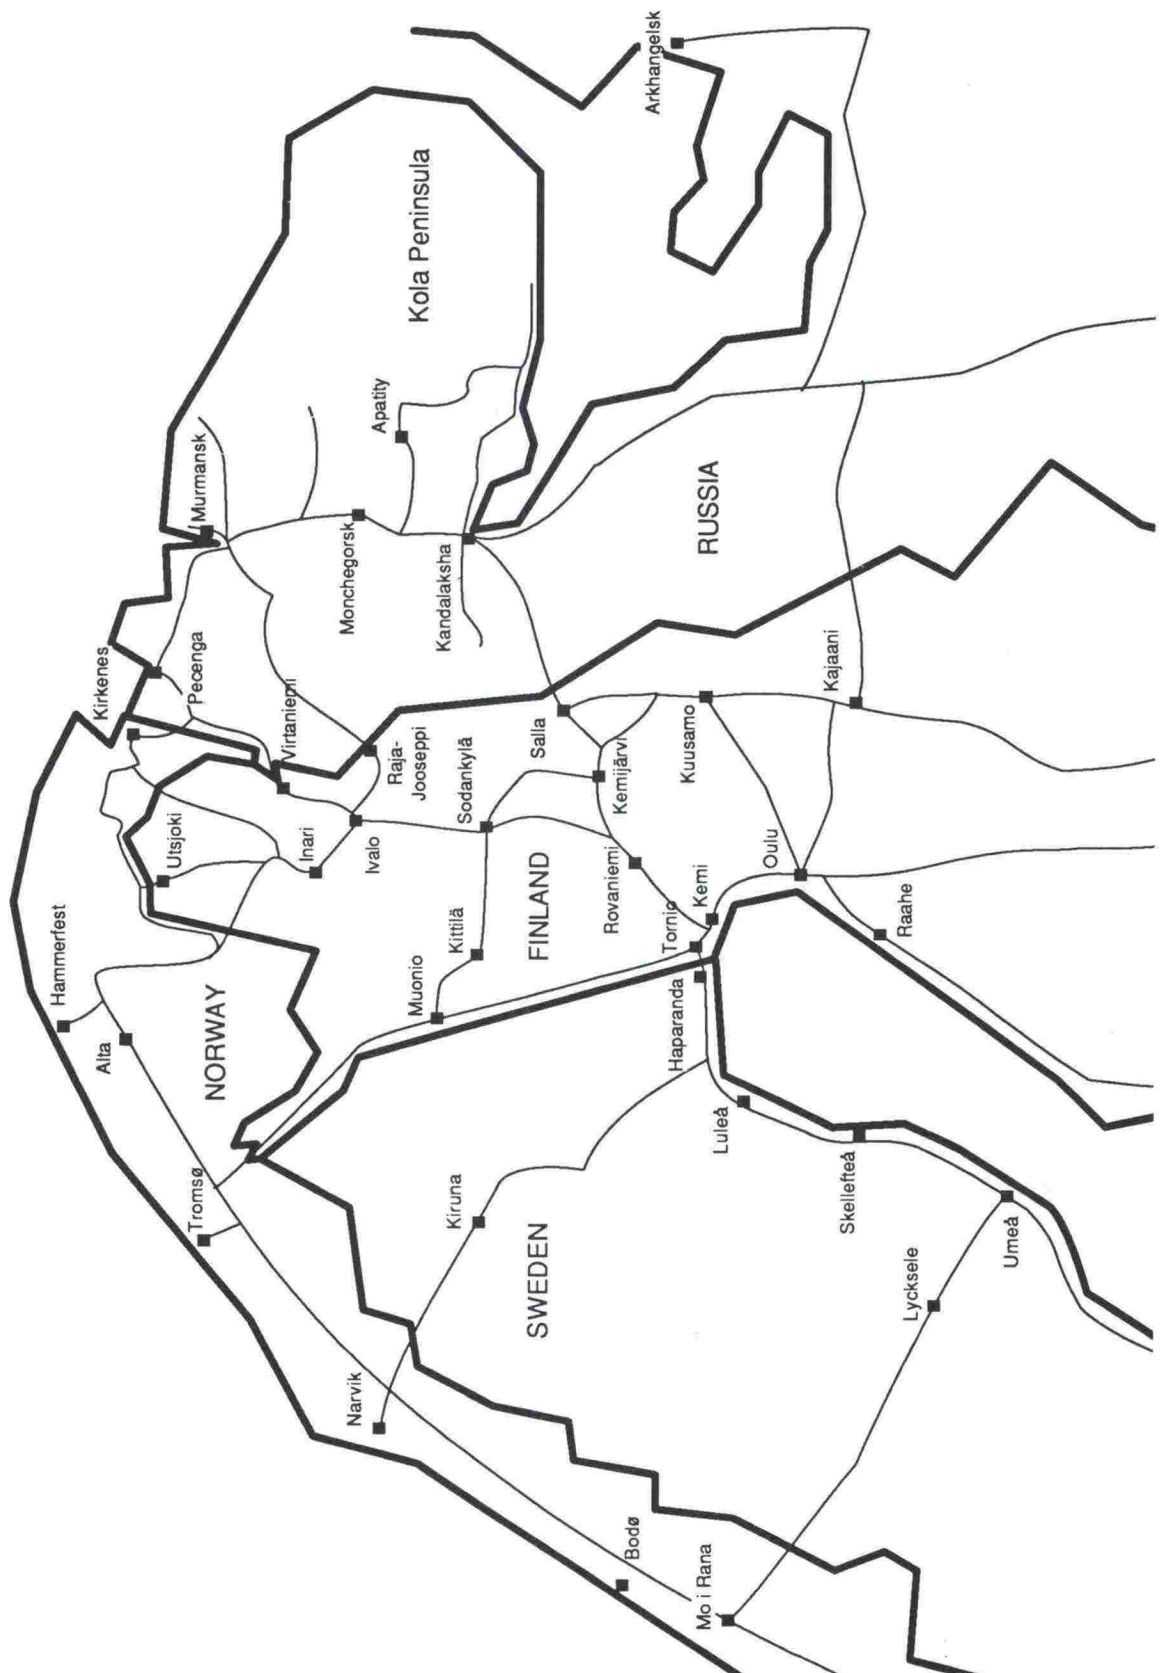 Hammerfest
Alta
Tromsø
NORWAY
Narvik
Bodø
Mo i Rana
Kirkenes
Pecenga
Utsjoki
Virtaniemi
Inari
Ivalo
Raja-
Jooseppi
Murmansk
Monchegorsk
Apatity
Kola Peninsula
Kandalaksha
Arkhangelsk
RUSSIA
Muonio
Kittilä
Sodankylä
Salla
FINLAND
Kemijärvi
Rovaniemi
Kuusamo
Kajaani
Oulu
Kemi
Tornio
Haparanda
Raahe
Kiruna
SWEDEN
Luleå
Skellefteå
Umeå
Lycksele